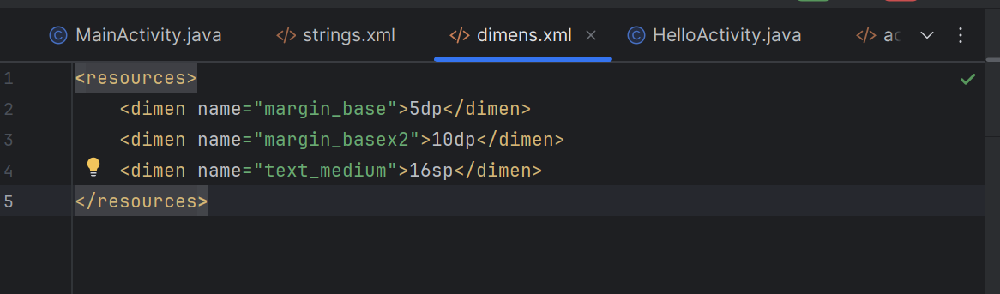 MainActivity.java strings.xml dimens.xml HelloActivity.java
1 <resources>
2 <dimen name="margin_base">5dp</dimen>
3 <dimen name="margin_basex2">10dp</dimen>
4 <dimen name="text_medium">16sp</dimen>
5 </resources>